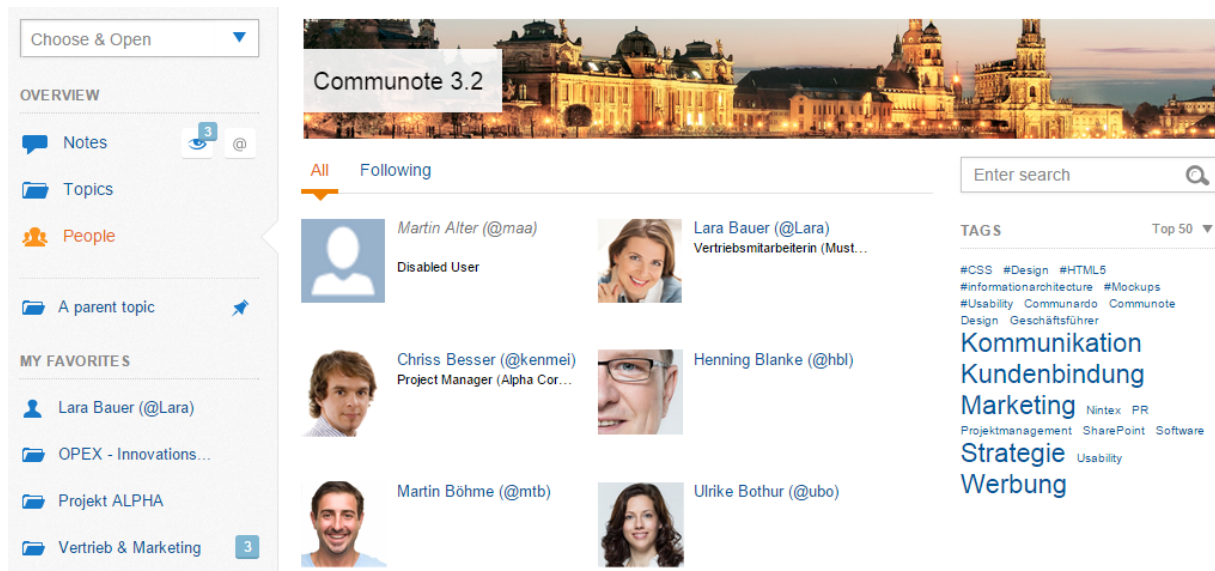 Choose & Open
OVERVIEW
Notes
3
@
Topics
People
A parent topic
MY FAVORITES
Lara Bauer (@Lara)
OPEX - Innovations...
Projekt ALPHA
Vertrieb & Marketing
3
Communote 3.2
All Following
Martin Alter (@maa)
Disabled User
Lara Bauer (@Lara)
Vertriebsmitarbeiterin (Must...
Chriss Besser (@kenmei)
Project Manager (Alpha Cor...
Henning Blanke (@hbl)
Martin Böhme (@mtb)
Ulrike Bothur (@ubo)
Enter search
TAGS Top 50
#CSS #Design #HTML5
#informationarchitecture #Mockups
#Usability Communardo Communote
Design Geschäftsführer
Kommunikation
Kundenbindung
Marketing Nintex PR
Projektmanagement SharePoint Software
Strategie Usability
Werbung